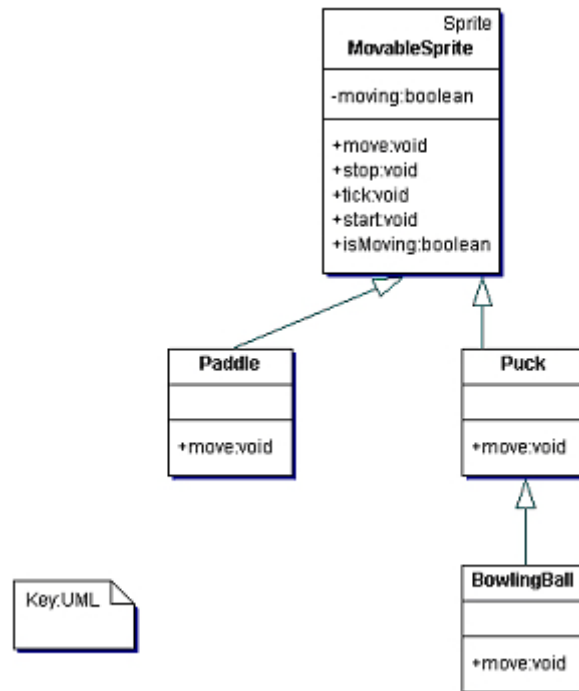 Sprite
MovableSprite
-moving:boolean
+move:void
+stop:void
+tick:void
+start:void
+isMoving:boolean
Paddle
+move:void
Puck
+move:void
BowlingBall
+move:void
Key:UML